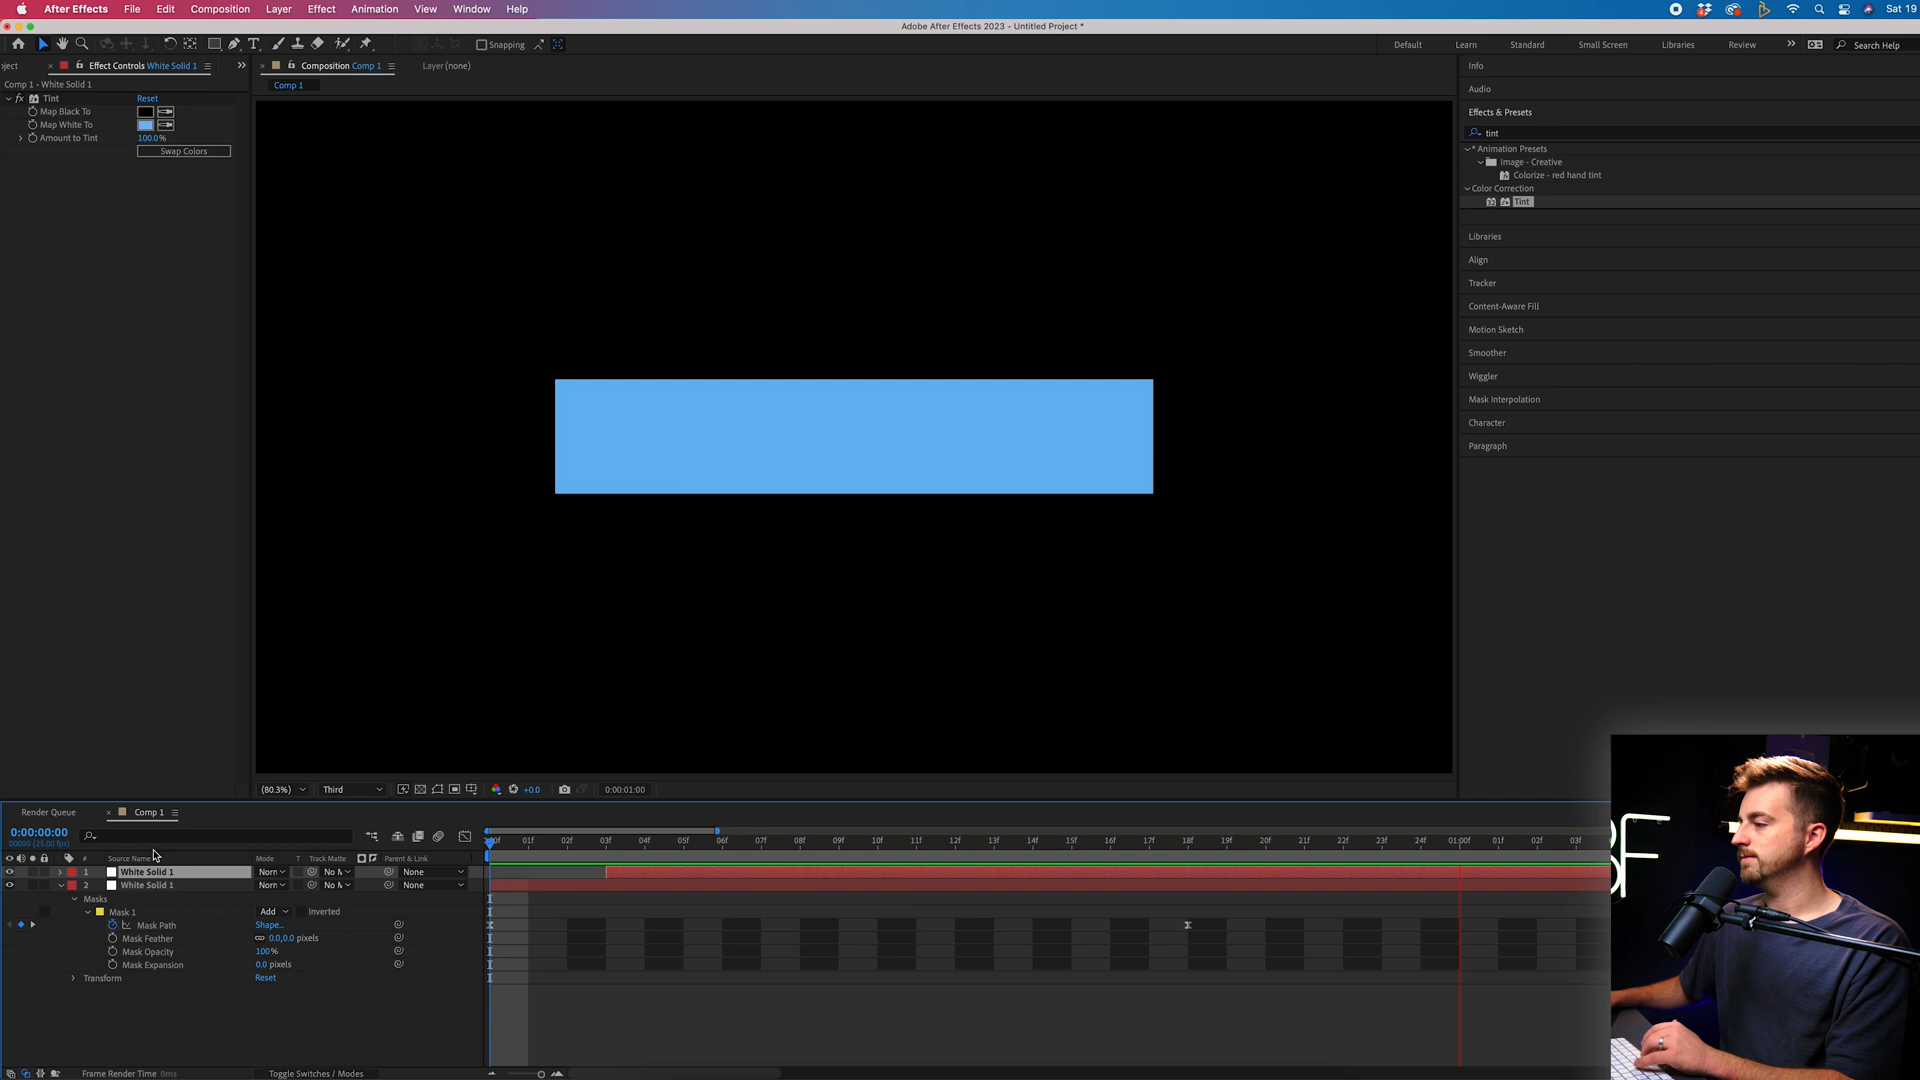 After Effects File Edit Composition Layer Effect Animation View Window Help Sat 19
Adobe After Effects 2023 - Untitled Project *
Snapping Default Learn Standard Small Screen Libraries Review Search Help
ject Effect Controls White Solid 1 Composition Comp 1 Layer (none) Info
Comp 1 - White Solid 1 Comp 1
Audio
fx Tint Reset
Map Black To
Map White To
Amount to Tint 100.0%
Swap Colors
Effects & Presets
tint
* Animation Presets
Image - Creative
Colorize - red hand tint
Color Correction
Tint
Libraries
Align
Tracker
Content-Aware Fill
Motion Sketch
Smoother
Wiggler
Mask Interpolation
Character
Paragraph
(80.3%) Third +0.0 0:00:01:00
Render Queue Comp 1
0:00:00:00
00000 (25.00 fps)
:00f 01f 02f 03f 04f 05f 06f 07f 08f 09f 10f 11f 12f 13f 14f 15f 16f 17f 18f 19f 20f 21f 22f 23f 24f 01:00f 01f 02f 03f
# Source Name Mode T Track Matte Parent & Link
1 White Solid 1 Norn No M None
2 White Solid 1 Norn No M None
Masks
Mask 1 Add Inverted
Mask Path Shape...
Mask Feather 0.0,0.0 pixels
Mask Opacity 100%
Mask Expansion 0.0 pixels
Transform Reset
Frame Render Time 0ms Toggle Switches / Modes